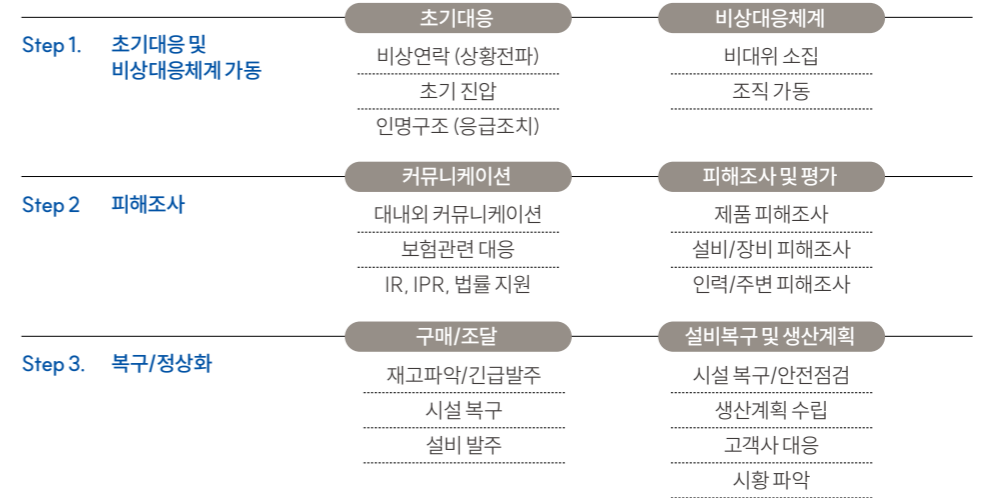 Step 1. 초기대응 및
비상대응체계 가동
초기대응
비상연락 (상황전파)
초기 진압
인명구조 (응급조치)
비상대응체계
비대위 소집
조직 가동
Step 2 피해조사
커뮤니케이션
대내외 커뮤니케이션
보험관련 대응
IR, IPR, 법률 지원
피해조사 및 평가
제품 피해조사
설비/장비 피해조사
인력/주변 피해조사
Step 3. 복구/정상화
구매/조달
재고파악/긴급발주
시설 복구
설비 발주
설비복구 및 생산계획
시설 복구/안전점검
생산계획 수립
고객사 대응
시황 파악